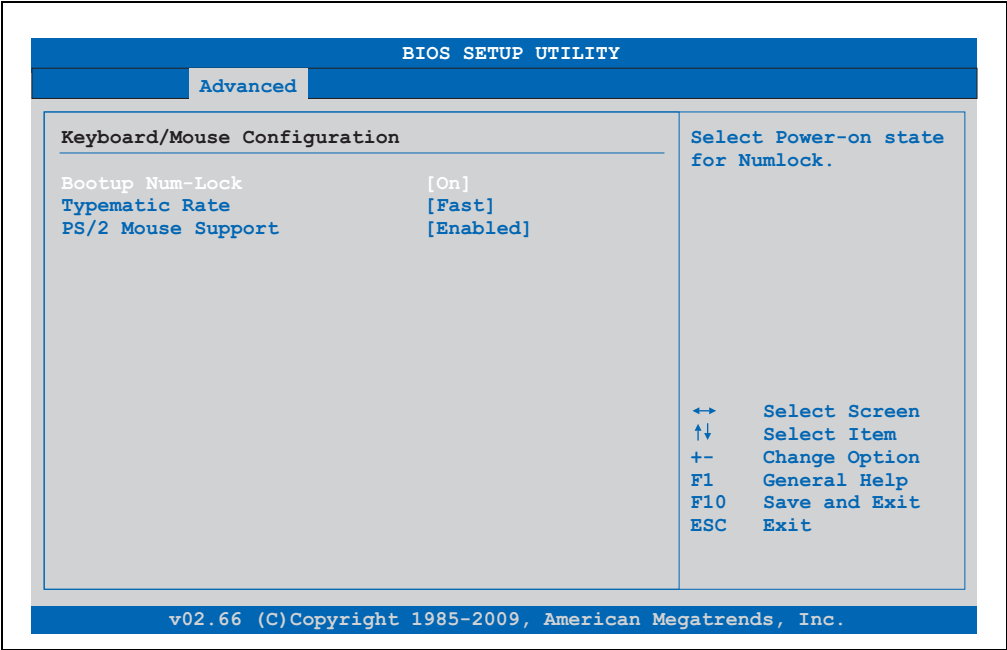 BIOS SETUP UTILITY
Advanced
Keyboard/Mouse Configuration
Bootup Num-Lock [On]
Typematic Rate [Fast]
PS/2 Mouse Support [Enabled]
Select Power-on state
for Numlock.
←→ Select Screen
↑↓ Select Item
+- Change Option
F1 General Help
F10 Save and Exit
ESC Exit
v02.66 (C)Copyright 1985-2009, American Megatrends, Inc.